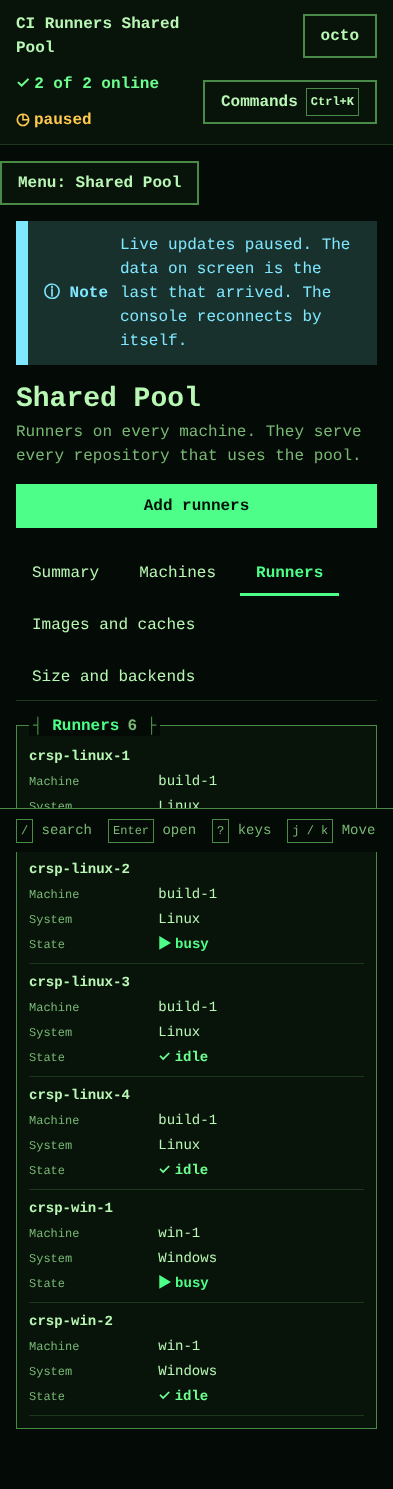 CI Runners Shared Pool
octo
✓ 2 of 2 online
Commands Ctrl+K
paused
Menu: Shared Pool
Note
Live updates paused. The
data on screen is the
last that arrived. The
console reconnects by
itself.
Shared Pool
Runners on every machine. They serve
every repository that uses the pool.
Add runners
Summary Machines Runners
Images and caches
Size and backends
Runners 6
crsp-linux-1
Machine build-1
System Linux
/ search Enter open ? keys j / k Move
crsp-linux-2
Machine build-1
System Linux
State ▶ busy
crsp-linux-3
Machine build-1
System Linux
State ✓ idle
crsp-linux-4
Machine build-1
System Linux
State ✓ idle
crsp-win-1
Machine win-1
System Windows
State ▶ busy
crsp-win-2
Machine win-1
System Windows
State ✓ idle